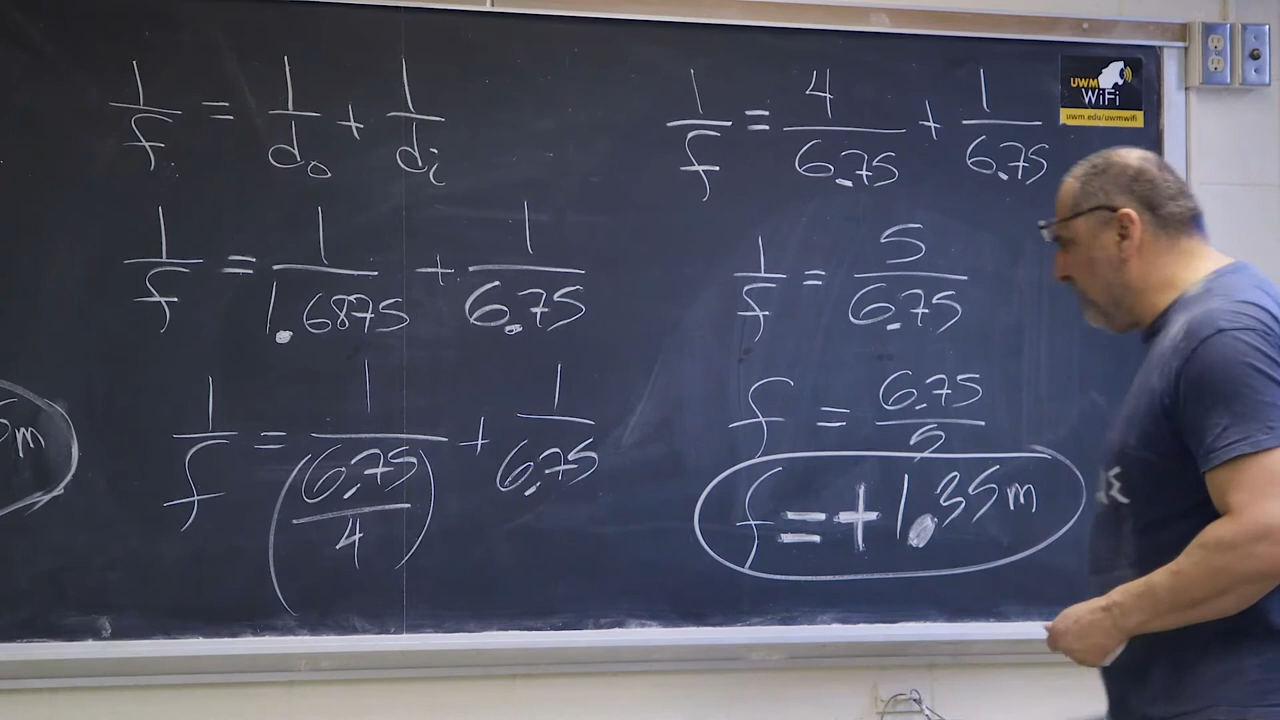 1/f = 1/do + 1/di
1/f = 1/1.6875 + 1/6.75
1/f = 1/(6.75/4) + 1/6.75
m
1/f = 4/6.75 + 1/6.75
1/f = 5/6.75
f = 6.75/5
f = +1.35m
UWM
WiFi
uwm.edu/uwmwifi